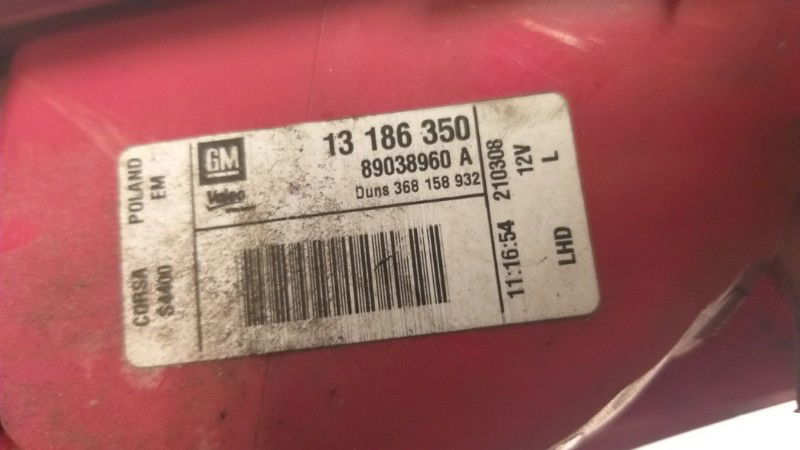 POLAND
EM
CORSA
S4400
GM
Valeo
13 186 350
89038960 A
Duns 368 158 932
11:16:54 210308
12V
L
LHD